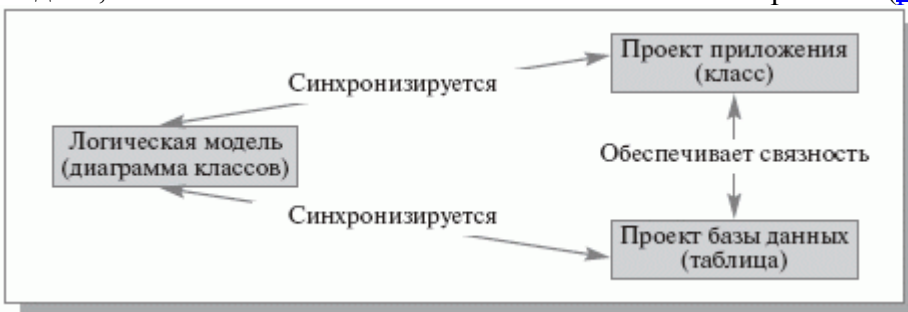 Проект приложения
(класс)
Синхронизируется
Логическая модель
(диаграмма классов)
Обеспечивает связность
Синхронизируется
Проект базы данных
(таблица)